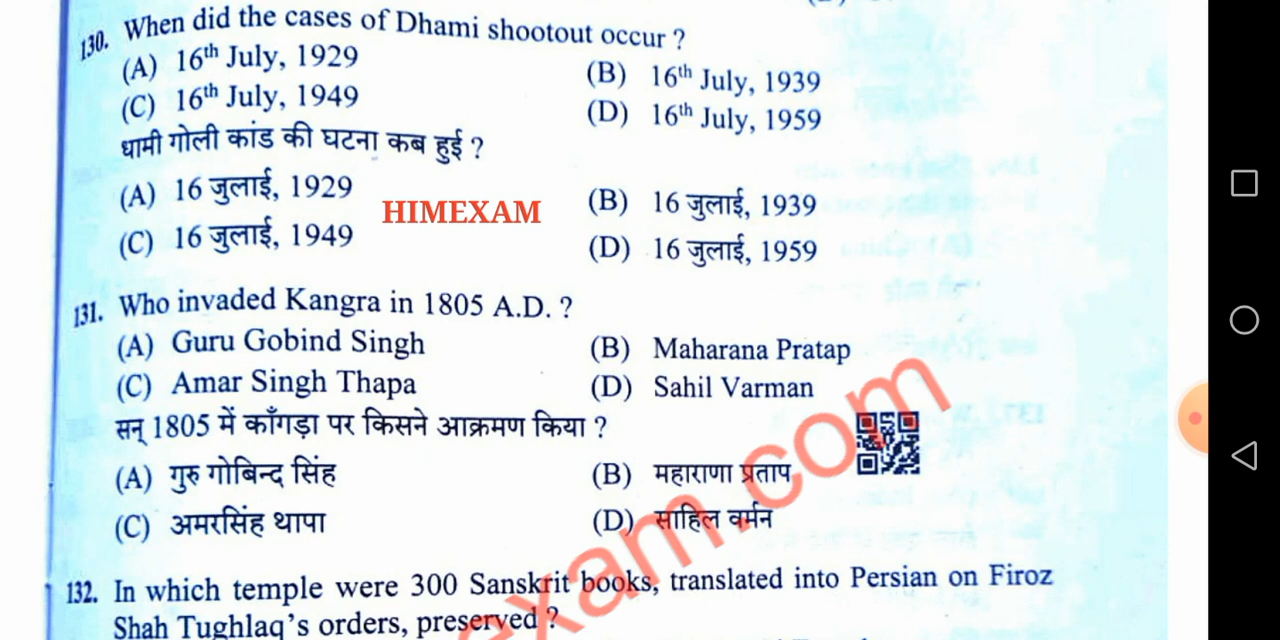 130. When did the cases of Dhami shootout occur ?
(A) 16th July, 1929 (B) 16th July, 1939
(C) 16th July, 1949 (D) 16th July, 1959
धामी गोली कांड की घटना कब हुई ?
(A) 16 जुलाई, 1929 (B) 16 जुलाई, 1939
HIMEXAM
(C) 16 जुलाई, 1949 (D) 16 जुलाई, 1959
131. Who invaded Kangra in 1805 A.D. ?
(A) Guru Gobind Singh (B) Maharana Pratap
(C) Amar Singh Thapa (D) Sahil Varman
सन् 1805 में काँगड़ा पर किसने आक्रमण किया ?
(A) गुरु गोबिन्द सिंह (B) महाराणा प्रताप
(C) अमरसिंह थापा (D) साहिल वर्मन
exam.com
132. In which temple were 300 Sanskrit books, translated into Persian on Firoz
Shah Tughlaq's orders, preserved ?